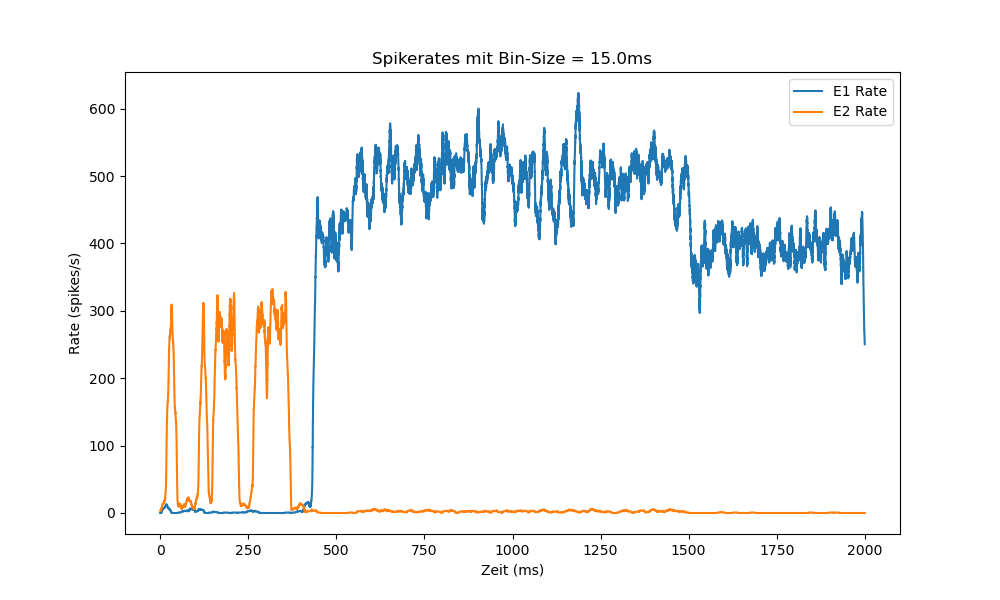 Spikerates mit Bin-Size = 15.0ms
E1 Rate
E2 Rate
Rate (spikes/s)
600
500
400
300
200
100
0
0 250 500 750 1000 1250 1500 1750 2000
Zeit (ms)